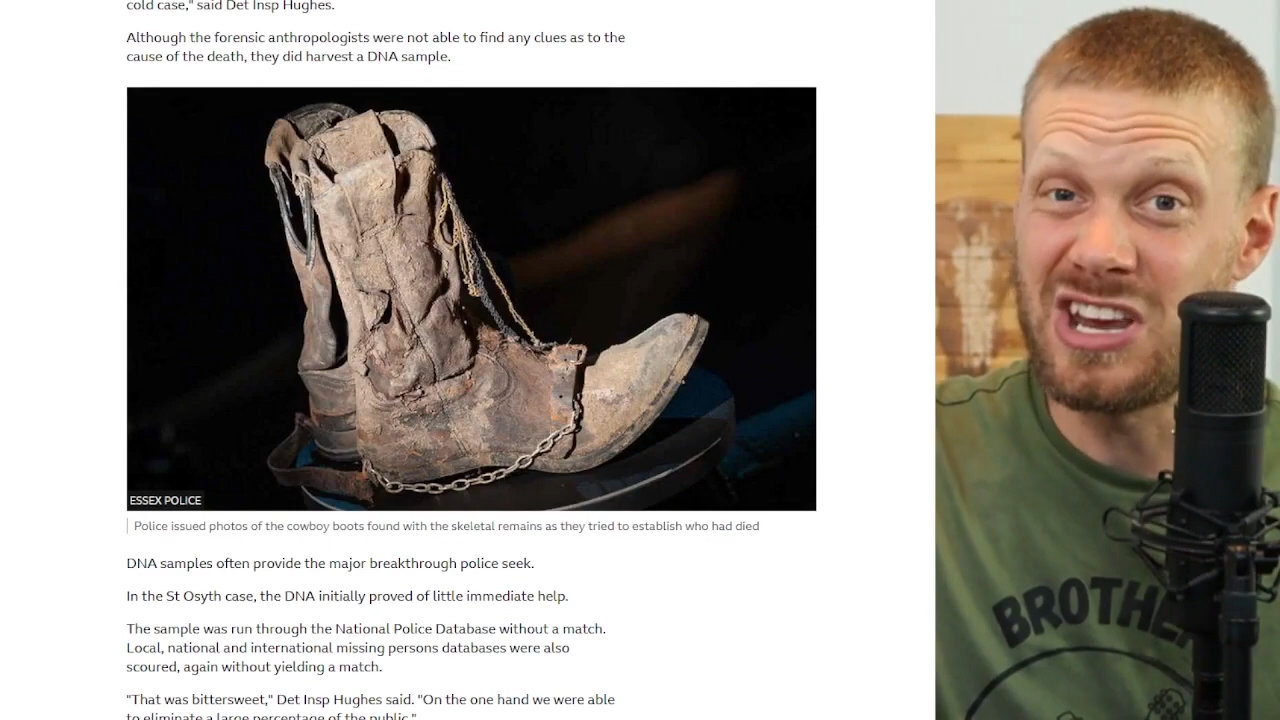 cold case," said Det Insp Hughes.
Although the forensic anthropologists were not able to find any clues as to the
cause of the death, they did harvest a DNA sample.
ESSEX POLICE
Police issued photos of the cowboy boots found with the skeletal remains as they tried to establish who had died
DNA samples often provide the major breakthrough police seek.
In the St Osyth case, the DNA initially proved of little immediate help.
The sample was run through the National Police Database without a match.
Local, national and international missing persons databases were also
scoured, again without yielding a match.
"That was bittersweet," Det Insp Hughes said. "On the one hand we were able
to eliminate a large percentage of the public."
BROTHE